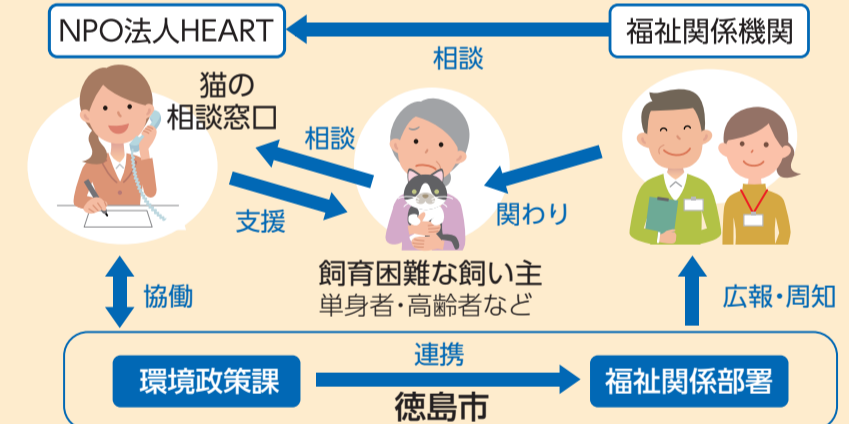 NPO法人HEART
福祉関係機関
相談
猫の
相談窓口
相談
支援
関わり
飼育困難な飼い主
単身者・高齢者など
協働
広報・周知
連携
環境政策課
福祉関係部署
徳島市